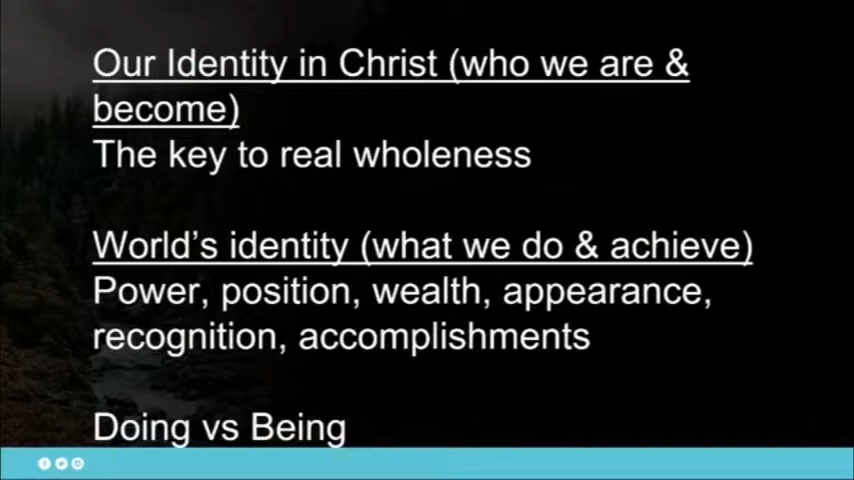 Our Identity in Christ (who we are &
become)
The key to real wholeness
World's identity (what we do & achieve)
Power, position, wealth, appearance,
recognition, accomplishments
Doing vs Being